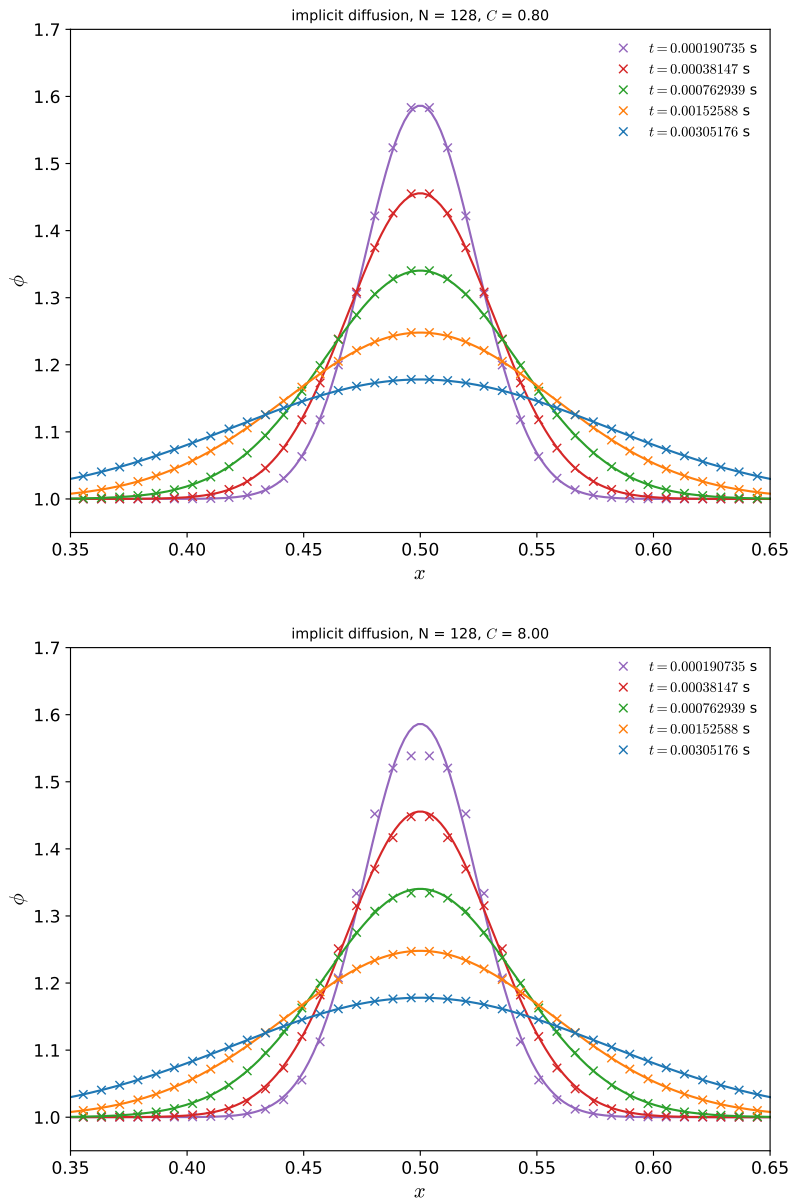 implicit diffusion, N = 128, C = 0.80
1.7
1.6
1.5
1.4
1.3
1.2
1.1
1.0
ϕ
t = 0.000190735 s
t = 0.00038147 s
t = 0.000762939 s
t = 0.00152588 s
t = 0.00305176 s
0.35 0.40 0.45 0.50 0.55 0.60 0.65
x
implicit diffusion, N = 128, C = 8.00
1.7
1.6
1.5
1.4
1.3
1.2
1.1
1.0
ϕ
t = 0.000190735 s
t = 0.00038147 s
t = 0.000762939 s
t = 0.00152588 s
t = 0.00305176 s
0.35 0.40 0.45 0.50 0.55 0.60 0.65
x